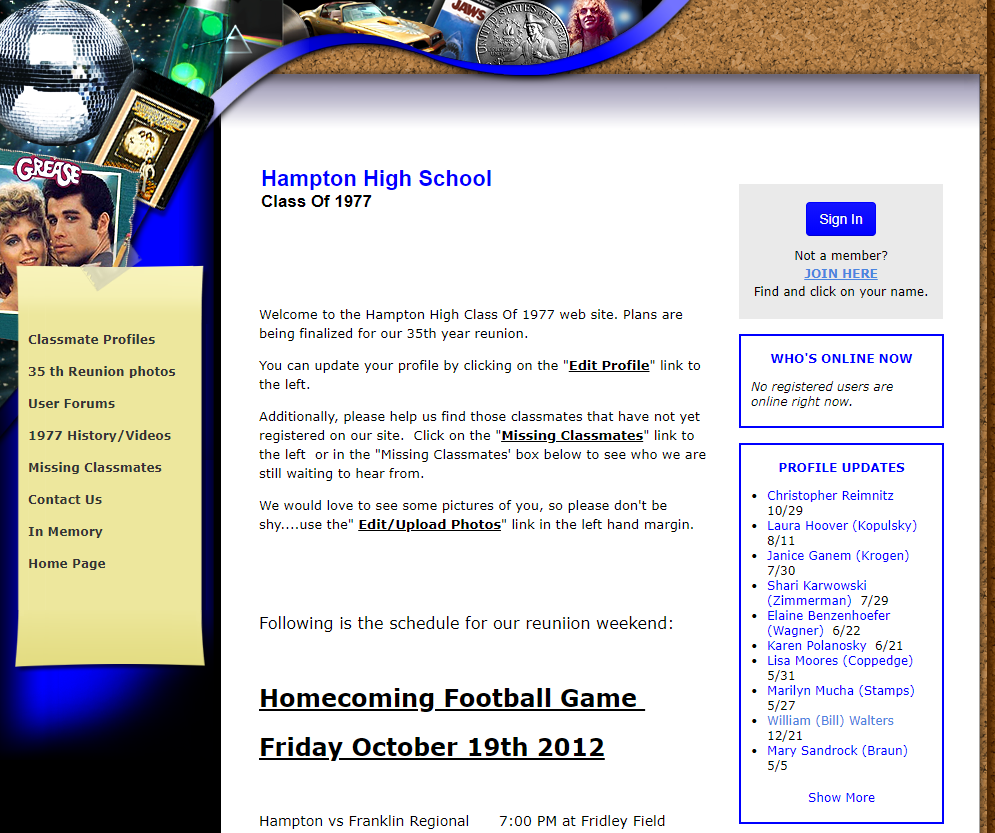 JAWS
GREASE
Classmate Profiles
35 th Reunion photos
User Forums
1977 History/Videos
Missing Classmates
Contact Us
In Memory
Home Page
Hampton High School
Class Of 1977
Welcome to the Hampton High Class Of 1977 web site. Plans are
being finalized for our 35th year reunion.
You can update your profile by clicking on the "Edit Profile" link to
the left.
Additionally, please help us find those classmates that have not yet
registered on our site.  Click on the "Missing Classmates" link to
the left  or in the "Missing Classmates' box below to see who we are
still waiting to hear from.
We would love to see some pictures of you, so please don't be
shy....use the" Edit/Upload Photos" link in the left hand margin.
Following is the schedule for our reuniion weekend:
Homecoming Football Game
Friday October 19th 2012
Hampton vs Franklin Regional 7:00 PM at Fridley Field
Sign In
Not a member?
JOIN HERE
Find and click on your name.
WHO'S ONLINE NOW
No registered users are
online right now.
PROFILE UPDATES
Christopher Reimnitz
10/29
Laura Hoover (Kopulsky)
8/11
Janice Ganem (Krogen)
7/30
Shari Karwowski
(Zimmerman) 7/29
Elaine Benzenhoefer
(Wagner) 6/22
Karen Polanosky 6/21
Lisa Moores (Coppedge)
5/31
Marilyn Mucha (Stamps)
5/27
William (Bill) Walters
12/21
Mary Sandrock (Braun)
5/5
Show More